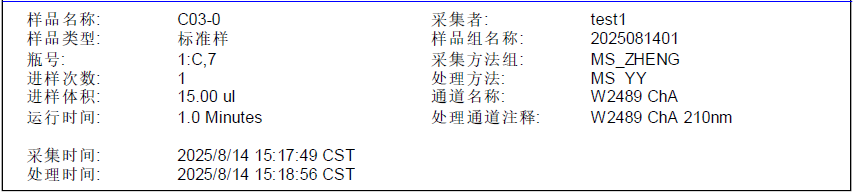 样品名称: C03-0 采集者: test1
样品类型: 标准样 样品组名称: 2025081401
瓶号: 1:C,7 采集方法组: MS_ZHENG
进样次数: 1 处理方法: MS_YY
进样体积: 15.00 ul 通道名称: W2489 ChA
运行时间: 1.0 Minutes 处理通道注释: W2489 ChA 210nm
采集时间: 2025/8/14 15:17:49 CST
处理时间: 2025/8/14 15:18:56 CST